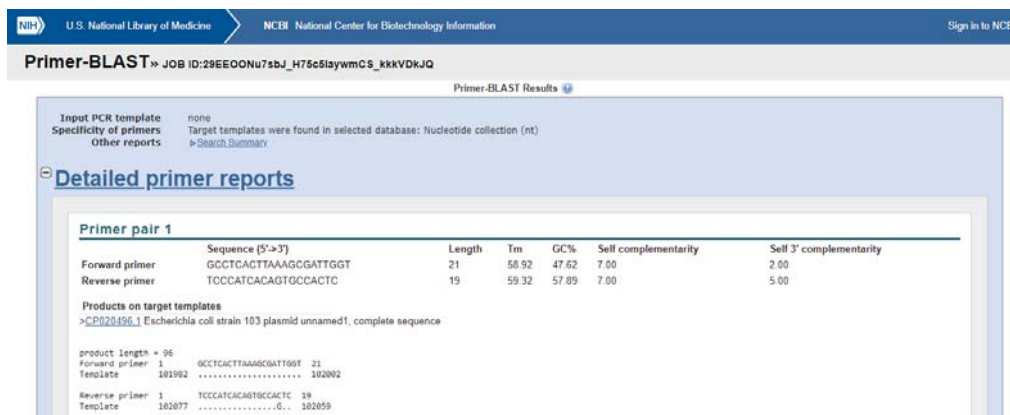 NIH U.S. National Library of Medicine NCBI National Center for Biotechnology Information Sign in to NCB
Primer-BLAST» JOB ID:29EEOONu7sbJ_H75c5IaywmCS_kkkVDkJQ
Primer-BLAST Results
Input PCR template none
Specificity of primers Target templates were found in selected database: Nucleotide collection (nt)
Other reports ▶Search Summary
Detailed primer reports
Primer pair 1
Sequence (5'->3') Length Tm GC% Self complementarity Self 3' complementarity
Forward primer GCCTCACTTAAAGCGATTGGT 21 58.92 47.62 7.00 2.00
Reverse primer TCCCATCACAGTGCCACTC 19 59.32 57.89 7.00 5.00
Products on target templates
>CP020496.1 Escherichia coli strain 103 plasmid unnamed1, complete sequence
product length = 96
Forward primer 1 GCCTCACTTAAAGCGATTGGT 21
Template 101982 ..................... 102002
Reverse primer 1 TCCCATCACAGTGCCACTC 19
Template 102077 ................G.. 102059